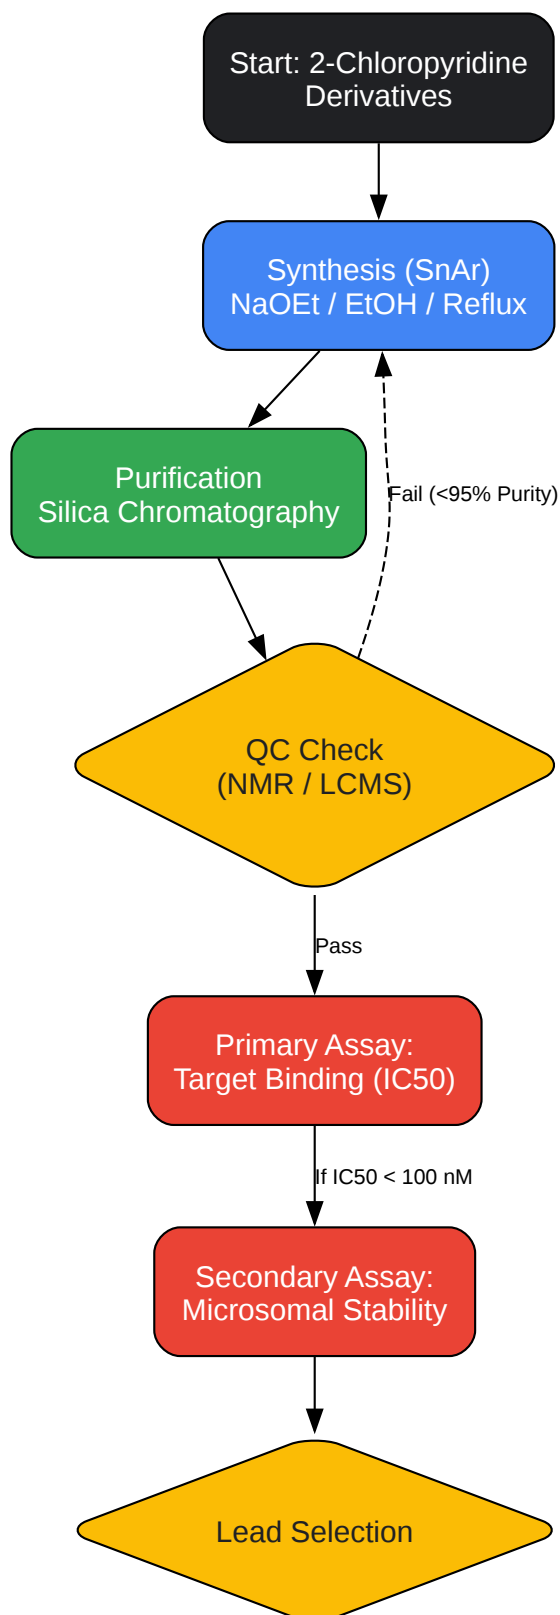 Start: 2-Chloropyridine
Derivatives
Synthesis (SnAr)
NaOEt / EtOH / Reflux
Purification
Silica Chromatography
Fail (<95% Purity)
QC Check
(NMR / LCMS)
Pass
Primary Assay:
Target Binding (IC50)
If IC50 < 100 nM
Secondary Assay:
Microsomal Stability
Lead Selection